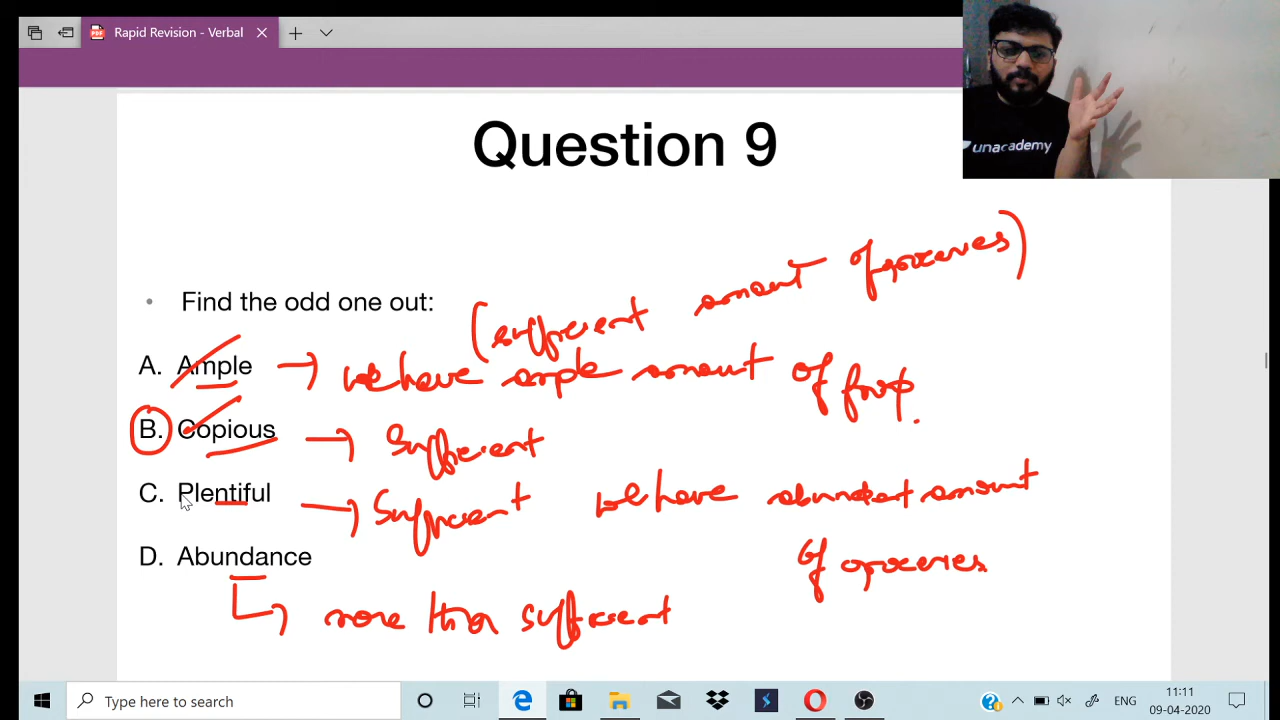 Rapid Revision - Verbal
unacademy
Question 9
Find the odd one out:
(sufficient amount of groceries)
A. Ample → we have ample amount of
B. Copious → Sufficient
C. Plentiful → Sufficient we have abundant amount
of groceries
D. Abundance
more than sufficient
Type here to search
ENG
11:11
09-04-2020